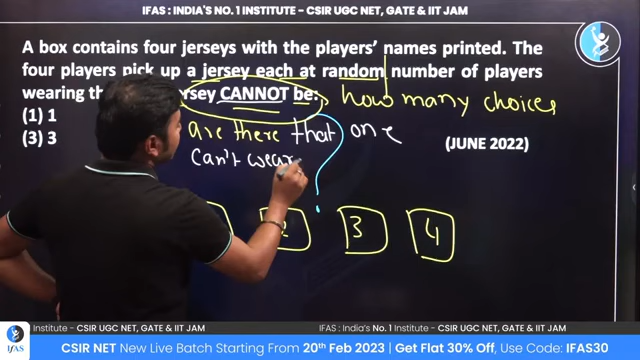 IFAS: INDIA'S NO. 1 INSTITUTE - CSIR UGC NET, GATE & IIT JAM
A box contains four jerseys with the players' names printed. The
four players pick up a jersey each at random number of players
wearing jersey CANNOT be: how many choices
(1) 1
are there that one
(3) 3
(JUNE 2022)
can't wear
2 3 4
Institute - CSIR UGC NET, GATE & IIT JAM IFAS: India's No. 1 Institute - CSIR UGC NET, GATE & IIT JAM
iFAS
CSIR NET New Live Batch Starting From 20th Feb 2023 | Get Flat 30% Off, Use Code: IFAS30